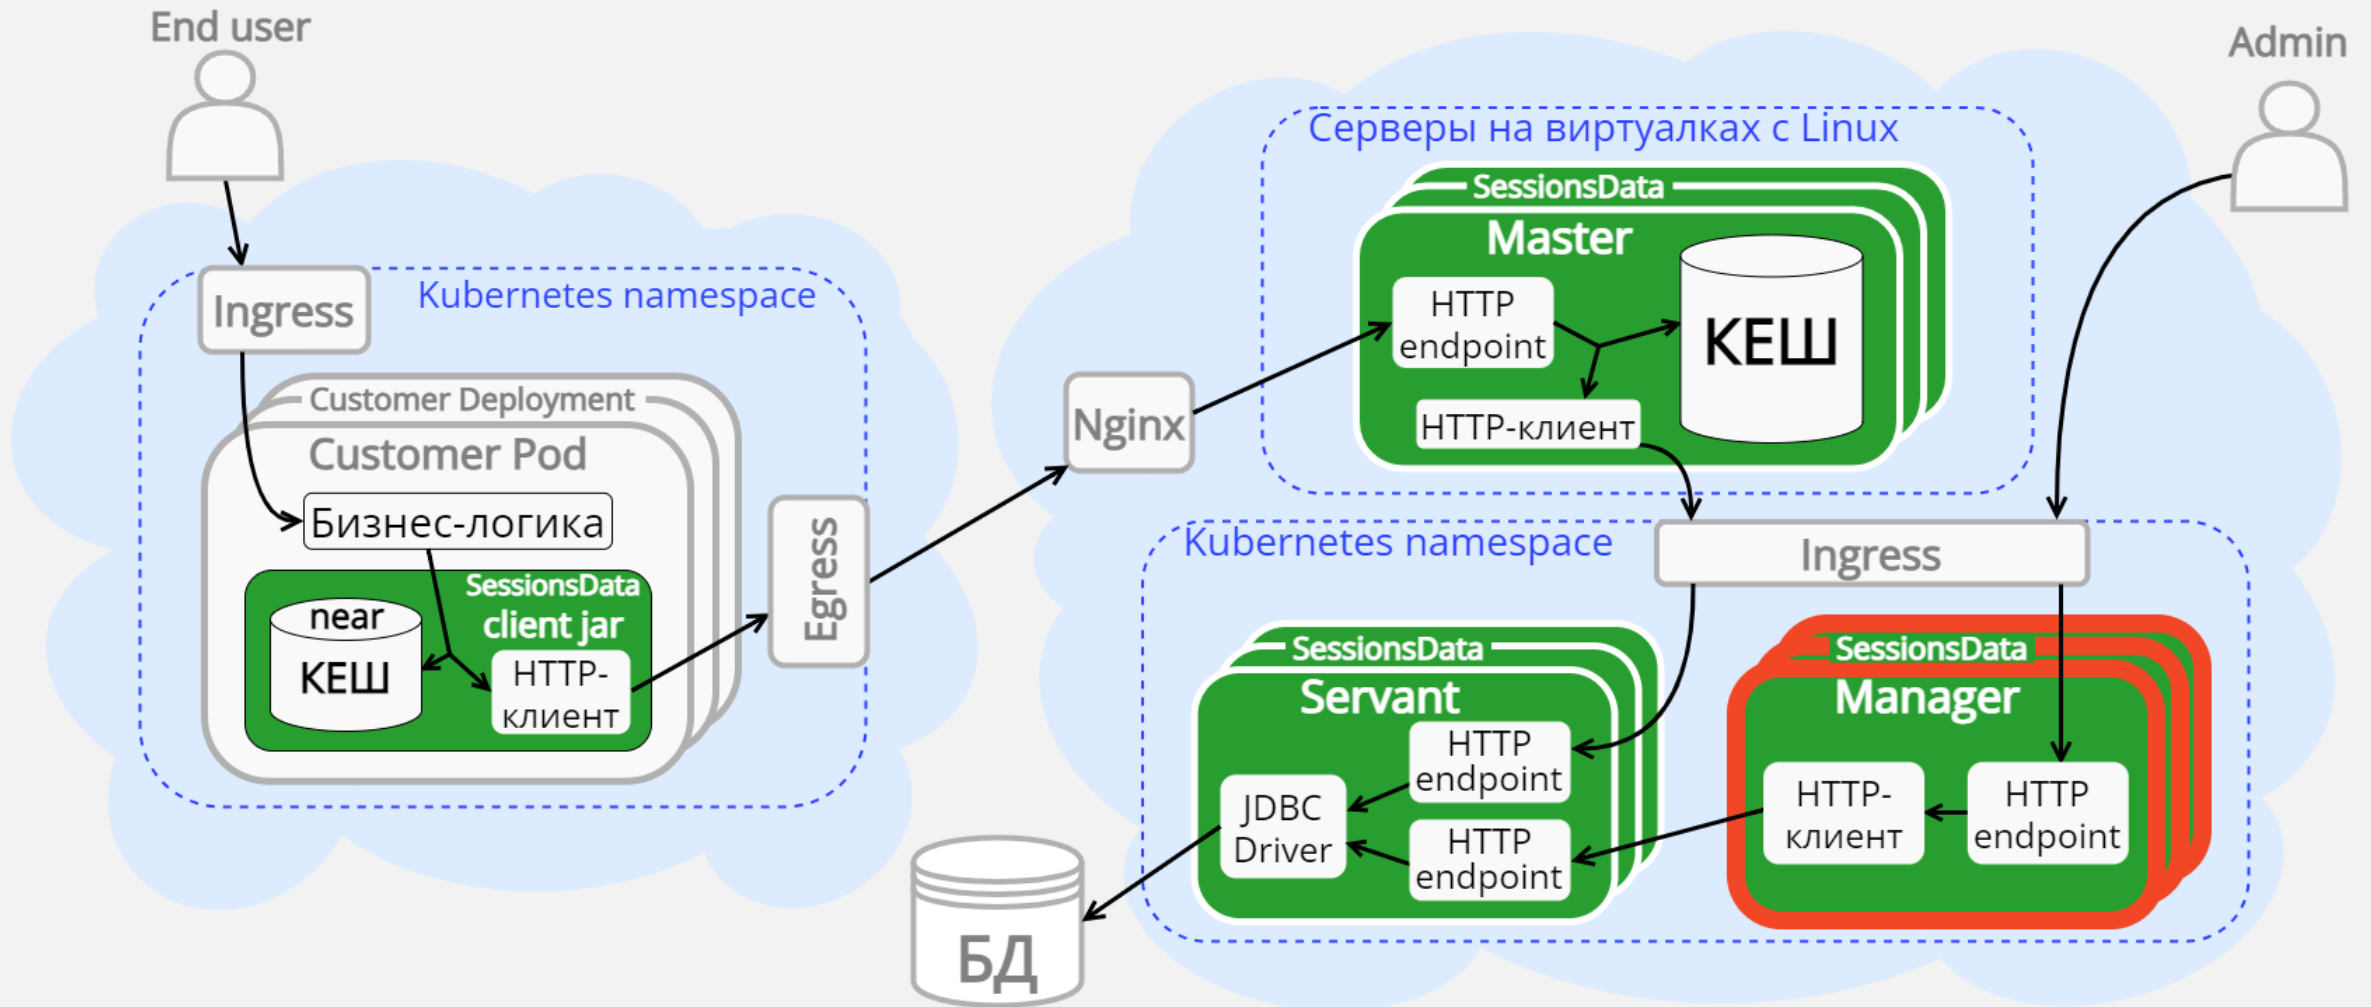 End user
Admin
Серверы на виртуалках с Linux
SessionsData
Master
HTTP
endpoint
КЕШ
HTTP-клиент
Ingress
Kubernetes namespace
Customer Deployment
Customer Pod
Бизнес-логика
SessionsData
client jar
near
КЕШ
HTTP-
клиент
Egress
Nginx
Kubernetes namespace
Ingress
SessionsData
Servant
HTTP
endpoint
JDBC
Driver
HTTP
endpoint
SessionsData
Manager
HTTP-
клиент
HTTP
endpoint
БД